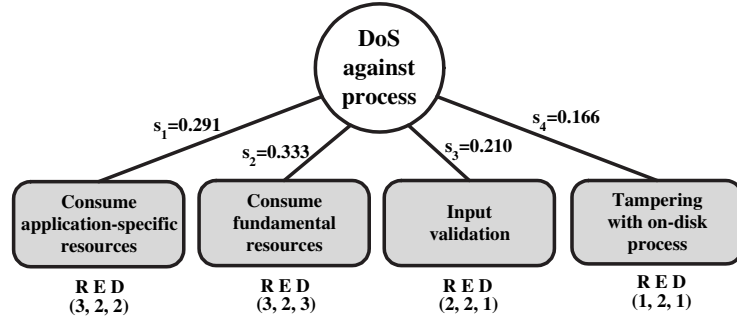 DoS
against
process
s1=0.291
s2=0.333
s3=0.210
s4=0.166
Consume
application-specific
resources
Consume
fundamental
resources
Input
validation
Tampering
with on-disk
process
R E D
(3, 2, 2)
R E D
(3, 2, 3)
R E D
(2, 2, 1)
R E D
(1, 2, 1)